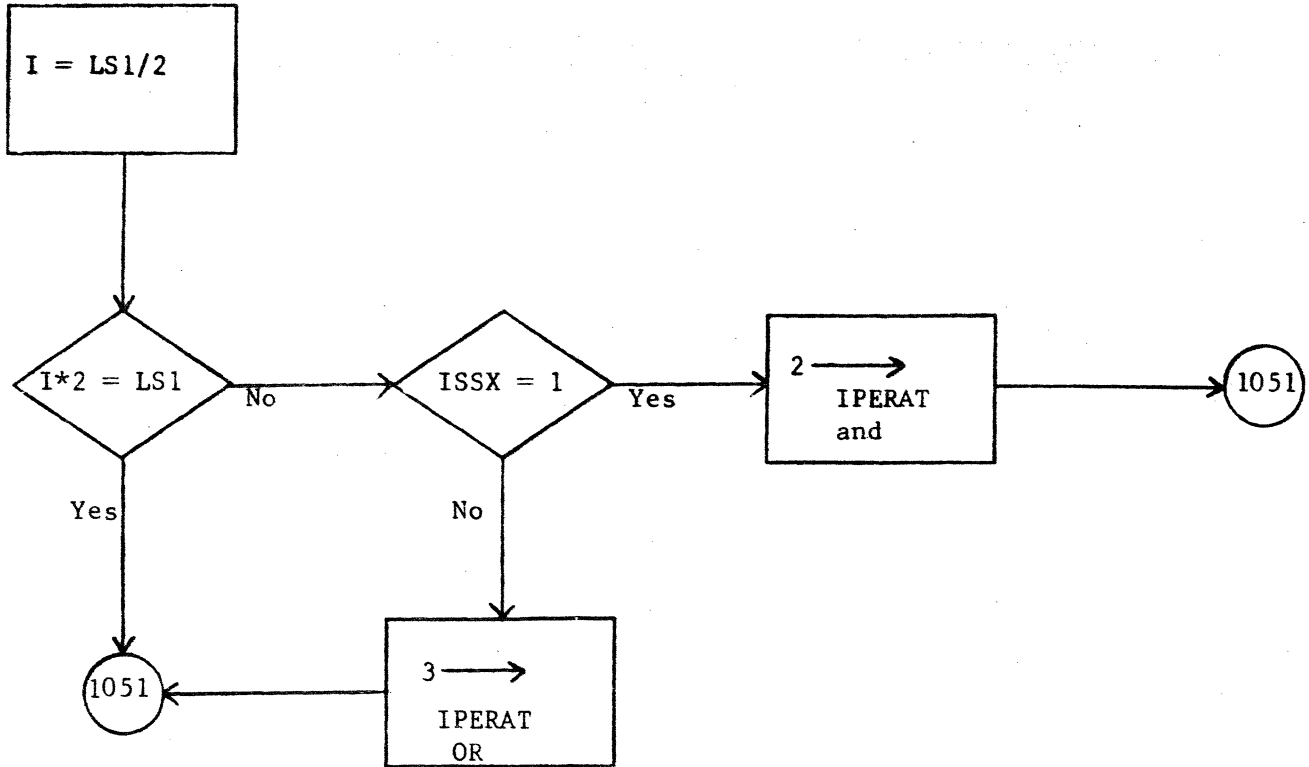 I = LS1/2
I*2 = LS1
No
ISSX = 1
Yes
2 →
IPERAT
and
1051
Yes
No
1051
3 →
IPERAT
OR